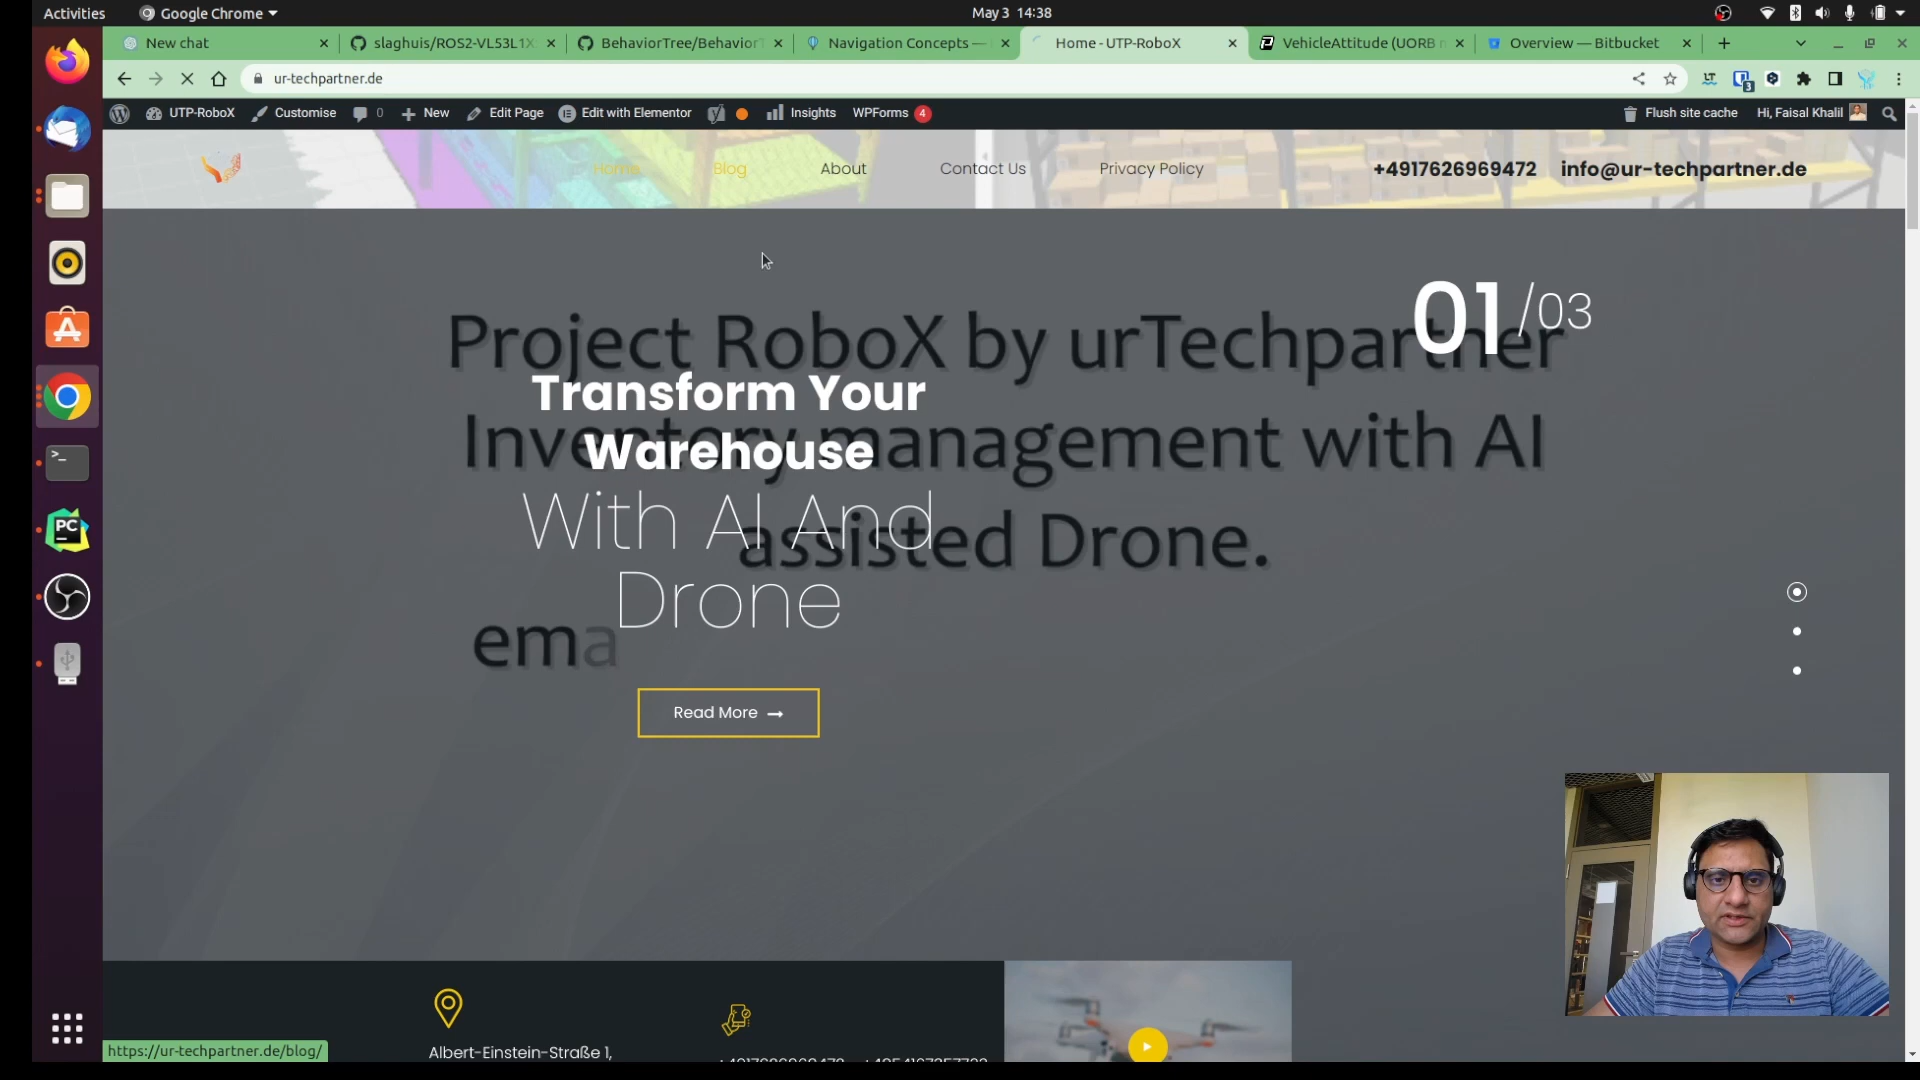 Activities
Google Chrome
May 3 14:38
New chat
slaghuis/ROS2-VL53L1X
BehaviorTree/BehaviorT
Navigation Concepts —
Home - UTP-RoboX
VehicleAttitude (UORB
Overview — Bitbucket
ur-techpartner.de
3
UTP-RoboX
Customise
0
New
Edit Page
Edit with Elementor
Insights
WPForms 4
Flush site cache
Hi, Faisal Khalil
Home
Blog
About
Contact Us
Privacy Policy
+4917626969472
info@ur-techpartner.de
01/03
Project RoboX by urTechpartner
Inventory management with AI
assisted Drone.
ema
Transform Your
Warehouse
With AI And
Drone
Read More
PC
Albert-Einstein-Straße 1,
https://ur-techpartner.de/blog/